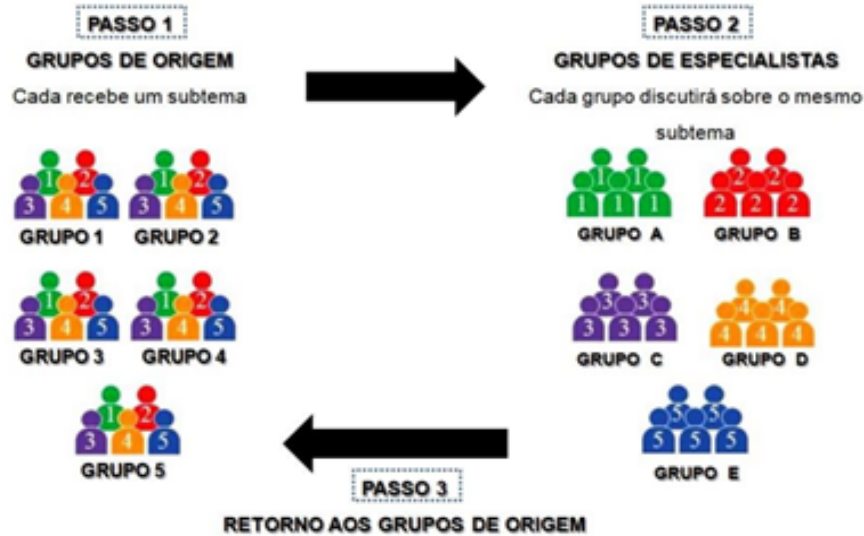 PASSO 1
GRUPOS DE ORIGEM
Cada recebe um subtema
1 2
3 4 5
GRUPO 1
1 2
3 4 5
GRUPO 2
1 2
3 4 5
GRUPO 3
1 2
3 4 5
GRUPO 4
1 2
3 4 5
GRUPO 5
PASSO 2
GRUPOS DE ESPECIALISTAS
Cada grupo discutirá sobre o mesmo
subtema
1 1
1 1 1
GRUPO A
2 2
2 2 2
GRUPO B
3 3
3 3 3
GRUPO C
4 4
4 4 4
GRUPO D
5 5
5 5 5
GRUPO E
PASSO 3
RETORNO AOS GRUPOS DE ORIGEM